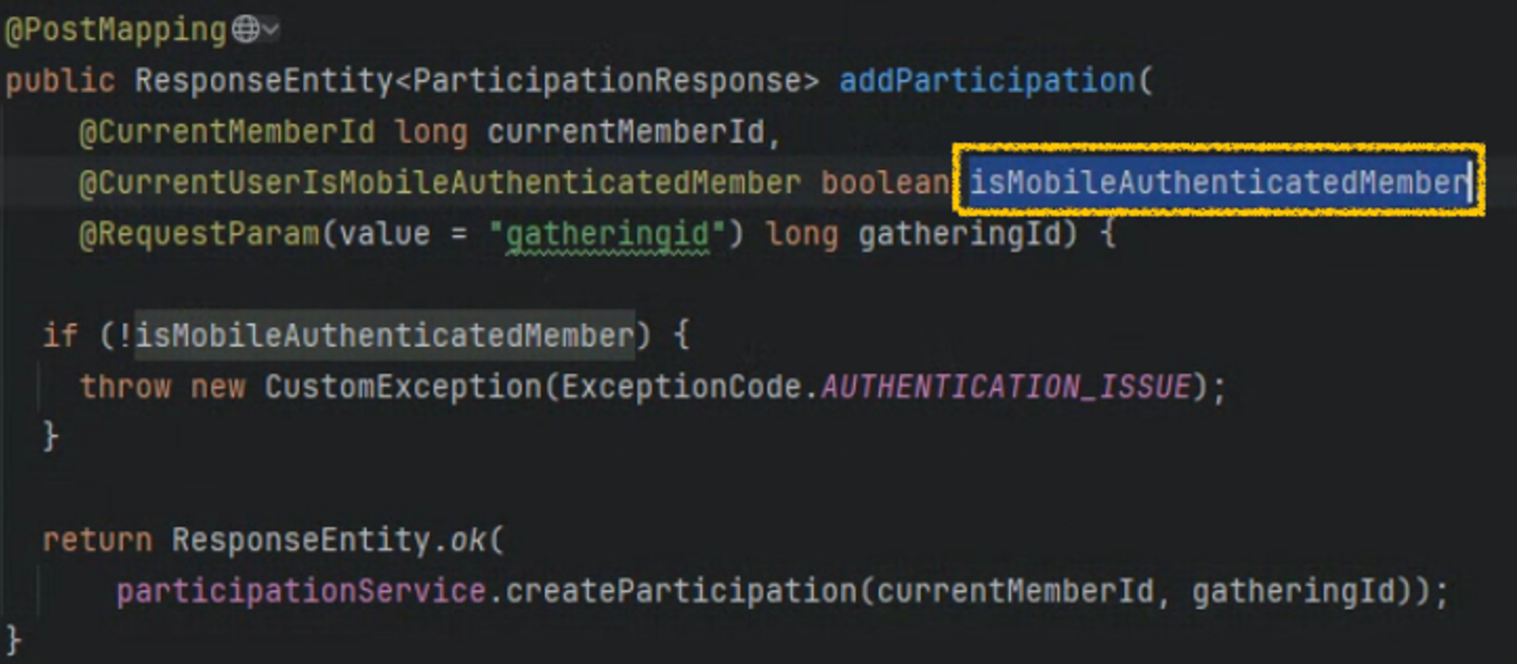 @PostMapping
public ResponseEntity<ParticipationResponse> addParticipation(
@CurrentMemberId long currentMemberId,
@CurrentUserIsMobileAuthenticatedMember boolean isMobileAuthenticatedMember
@RequestParam(value = "gatheringid") long gatheringId) {
if (!isMobileAuthenticatedMember) {
throw new CustomException(ExceptionCode.AUTHENTICATION_ISSUE);
}
return ResponseEntity.ok(
participationService.createParticipation(currentMemberId, gatheringId));
}